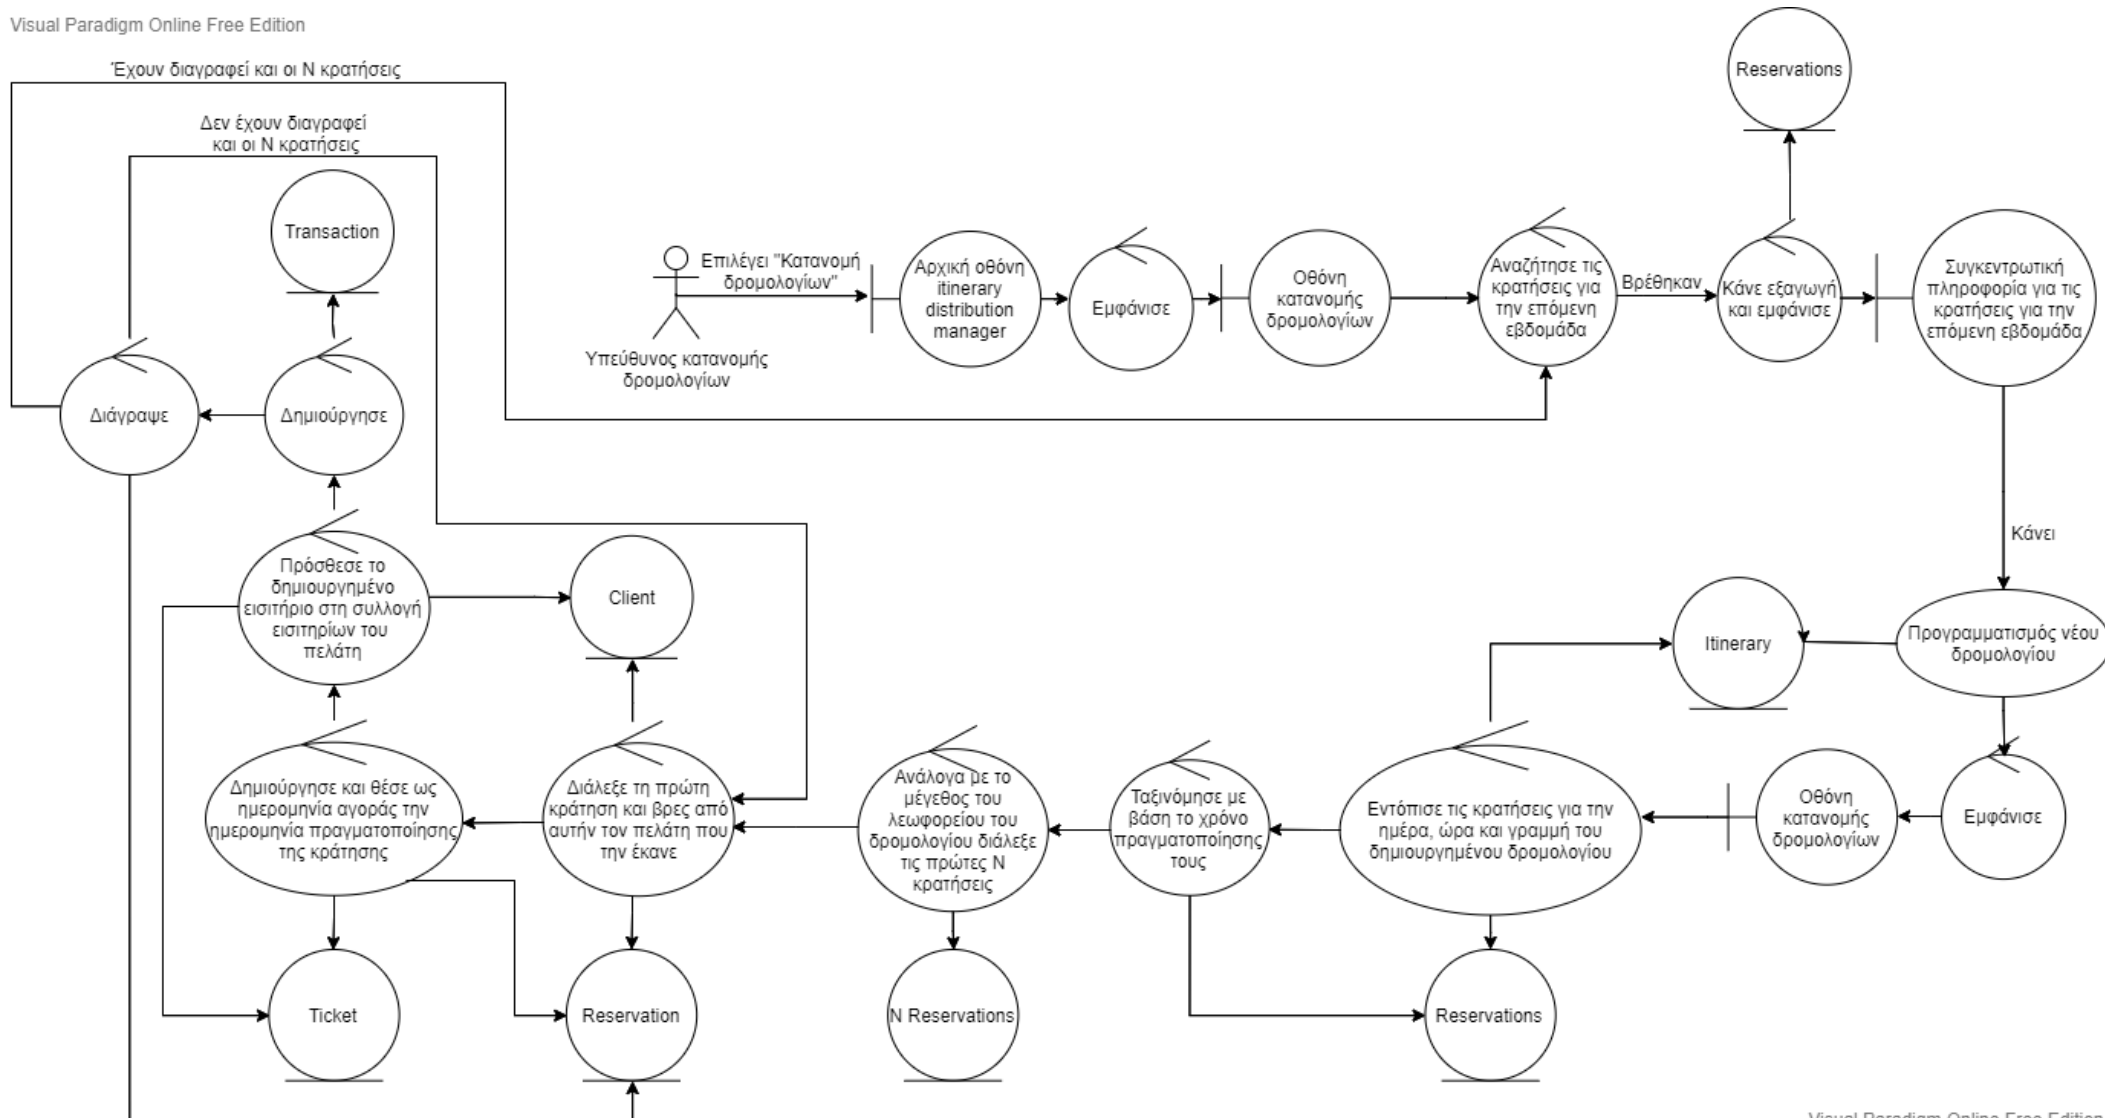 Visual Paradigm Online Free Edition
Έχουν διαγραφεί και οι Ν κρατήσεις
Δεν έχουν διαγραφεί
και οι Ν κρατήσεις
Reservations
Transaction
Επιλέγει "Κατανομή
δρομολογίων"
Υπεύθυνος κατανομής
δρομολογίων
Αρχική οθόνη
itinerary
distribution
manager
Εμφάνισε
Οθόνη
κατανομής
δρομολογίων
Αναζήτησε τις
κρατήσεις για
την επόμενη
εβδομάδα
Βρέθηκαν
Κάνε εξαγωγή
και εμφάνισε
Συγκεντρωτική
πληροφορία για τις
κρατήσεις για την
επόμενη εβδομάδα
Διάγραψε
Δημιούργησε
Κάνει
Πρόσθεσε το
δημιουργημένο
εισιτήριο στη συλλογή
εισιτηρίων του
πελάτη
Client
Itinerary
Προγραμματισμός νέου
δρομολογίου
Δημιούργησε και θέσε ως
ημερομηνία αγοράς την
ημερομηνία πραγματοποίησης
της κράτησης
Διάλεξε τη πρώτη
κράτηση και βρες από
αυτήν τον πελάτη που
την έκανε
Ανάλογα με το
μέγεθος του
λεωφορείου του
δρομολογίου διάλεξε
τις πρώτες Ν
κρατήσεις
Ταξινόμησε με
βάση το χρόνο
πραγματοποίησης
τους
Εντόπισε τις κρατήσεις για την
ημέρα, ώρα και γραμμή του
δημιουργημένου δρομολογίου
Οθόνη
κατανομής
δρομολογίων
Εμφάνισε
Ticket
Reservation
N Reservations
Reservations
Visual Paradigm Online Free Edition